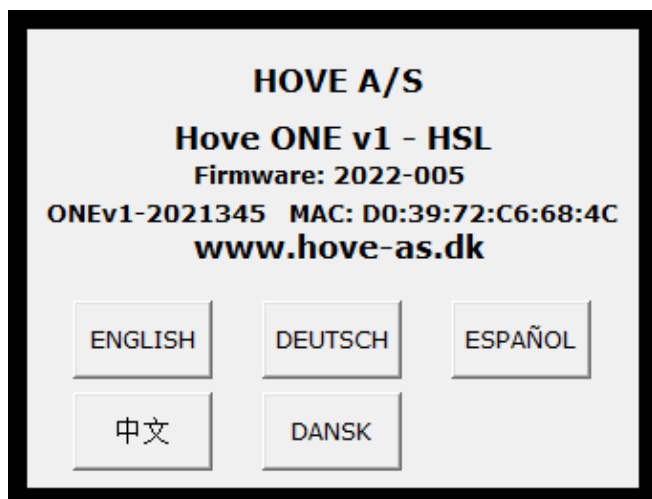 HOVE A/S
Hove ONE v1 - HSL
Firmware: 2022-005
ONEv1-2021345 MAC: D0:39:72:C6:68:4C
www.hove-as.dk
ENGLISH DEUTSCH ESPAÑOL
中文 DANSK